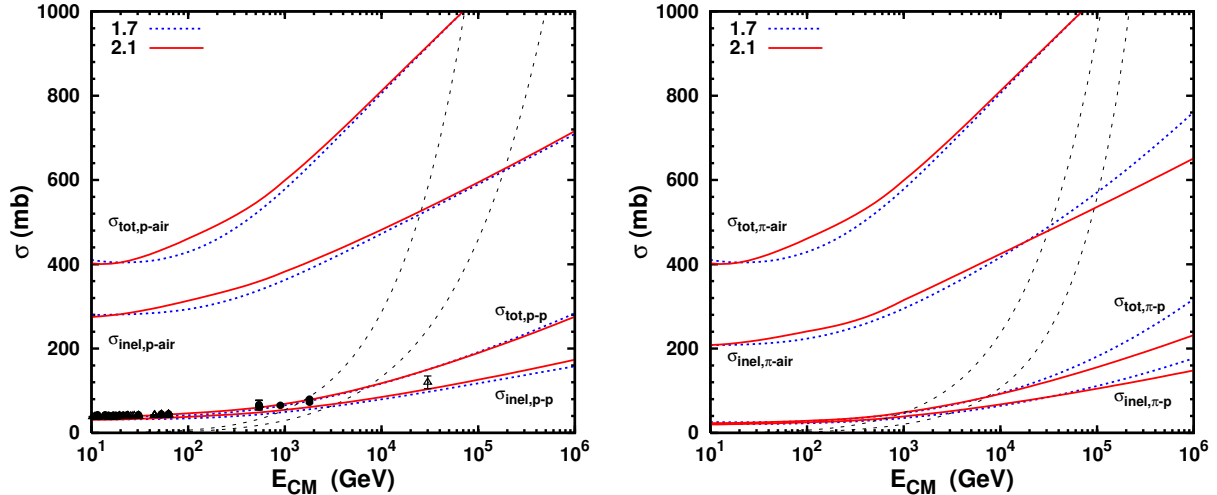 1.7
2.1
1000
800
600
400
200
0
σ (mb)
σtot,p-air
σinel,p-air
σtot,p-p
σinel,p-p
10^1 10^2 10^3 10^4 10^5 10^6
ECM (GeV)
1.7
2.1
1000
800
600
400
200
0
σ (mb)
σtot,π-air
σinel,π-air
σtot,π-p
σinel,π-p
10^1 10^2 10^3 10^4 10^5 10^6
ECM (GeV)